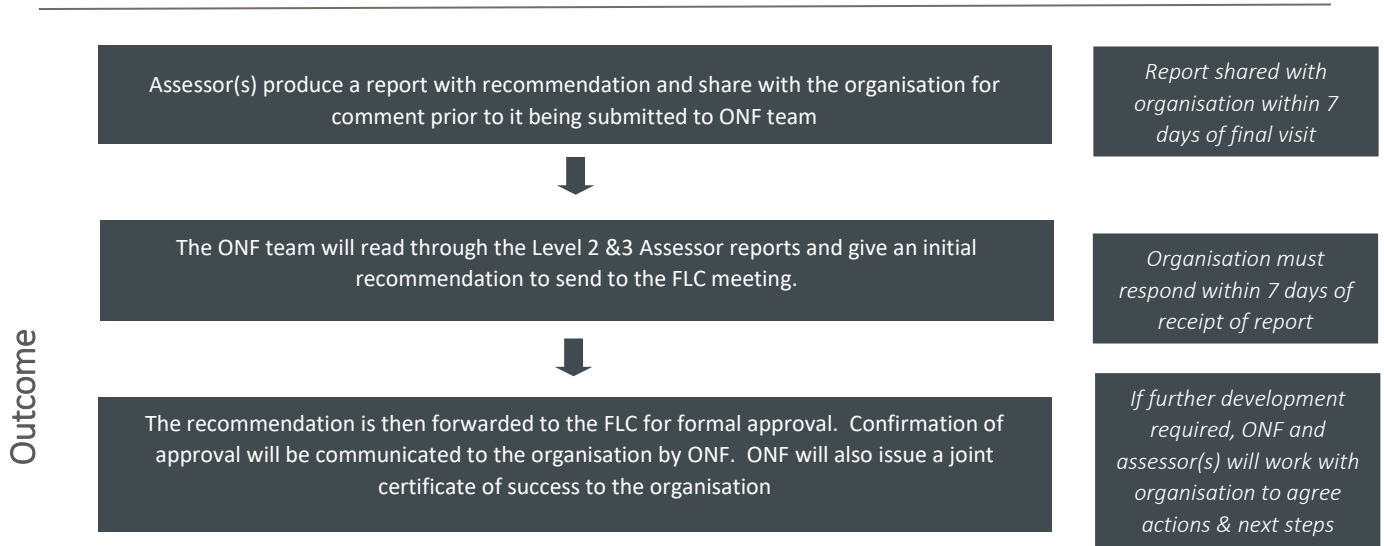 Assessor(s) produce a report with recommendation and share with the organisation for
comment prior to it being submitted to ONF team
Report shared with
organisation within 7
days of final visit
The ONF team will read through the Level 2 &3 Assessor reports and give an initial
recommendation to send to the FLC meeting.
Organisation must
respond within 7 days of
receipt of report
Outcome
The recommendation is then forwarded to the FLC for formal approval.  Confirmation of
approval will be communicated to the organisation by ONF.  ONF will also issue a joint
certificate of success to the organisation
If further development
required, ONF and
assessor(s) will work with
organisation to agree
actions & next steps